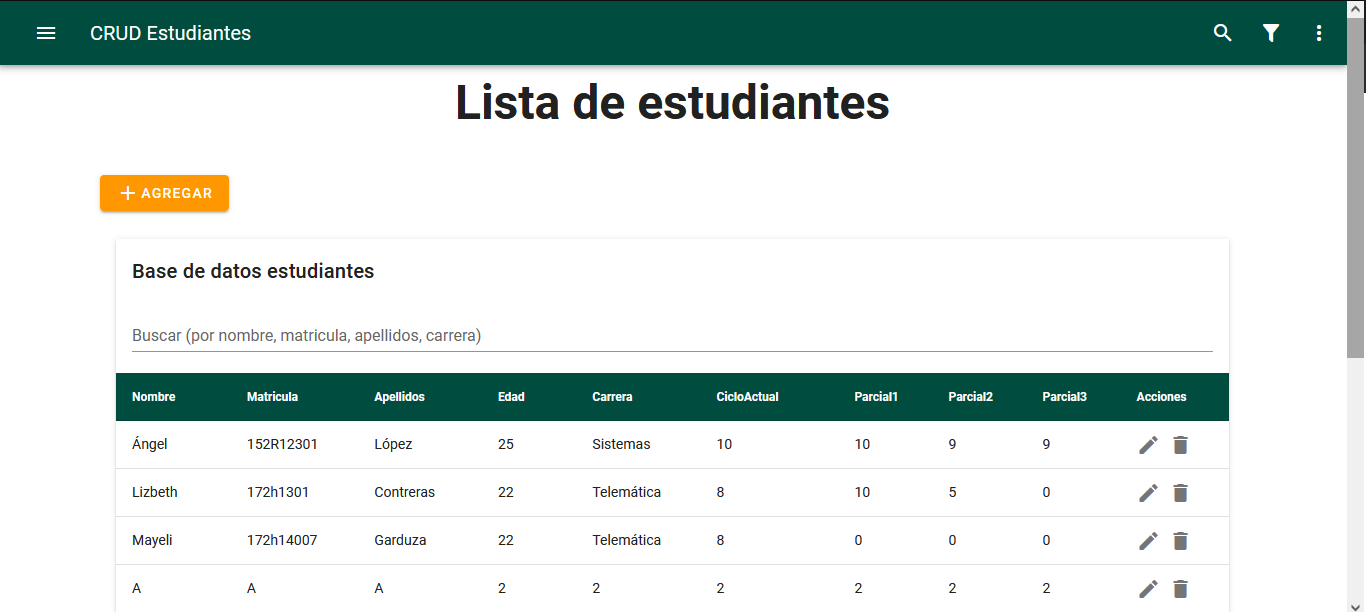 CRUD Estudiantes
Lista de estudiantes
AGREGAR
Base de datos estudiantes
Buscar (por nombre, matricula, apellidos, carrera)
Nombre Matricula Apellidos Edad Carrera CicloActual Parcial1 Parcial2 Parcial3 Acciones
Ángel 152R12301 López 25 Sistemas 10 10 9 9
Lizbeth 172h1301 Contreras 22 Telemática 8 10 5 0
Mayeli 172h14007 Garduza 22 Telemática 8 0 0 0
A A A 2 2 2 2 2 2